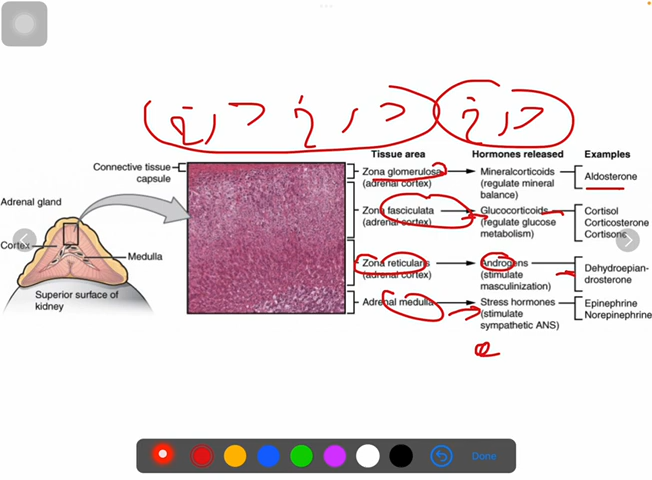 Tissue area
Hormones released
Examples
Connective tissue
capsule
Zona glomerulosa
(adrenal cortex)
Mineralcorticoids
(regulate mineral
balance)
Aldosterone
Adrenal gland
Cortex
Medulla
Superior surface of
kidney
Zona fasciculata
(adrenal cortex)
Glucocorticoids
(regulate glucose
metabolism)
Cortisol
Corticosterone
Cortisone
Zona reticularis
(adrenal cortex)
Androgens
(stimulate
masculinization)
Dehydroepian-
drosterone
Adrenal medulla
Stress hormones
(stimulate
sympathetic ANS)
Epinephrine
Norepinephrine
Done